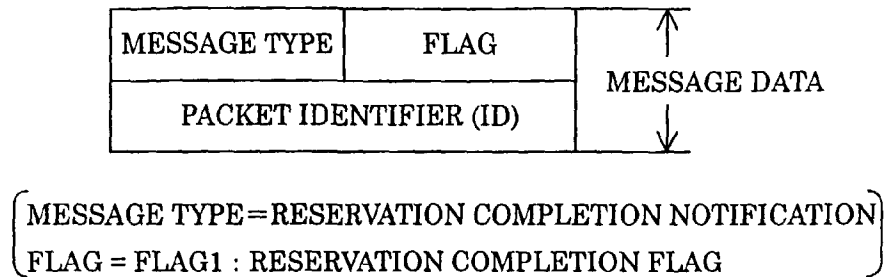 MESSAGE TYPE FLAG
MESSAGE DATA
PACKET IDENTIFIER (ID)
MESSAGE TYPE=RESERVATION COMPLETION NOTIFICATION
FLAG = FLAG1 : RESERVATION COMPLETION FLAG